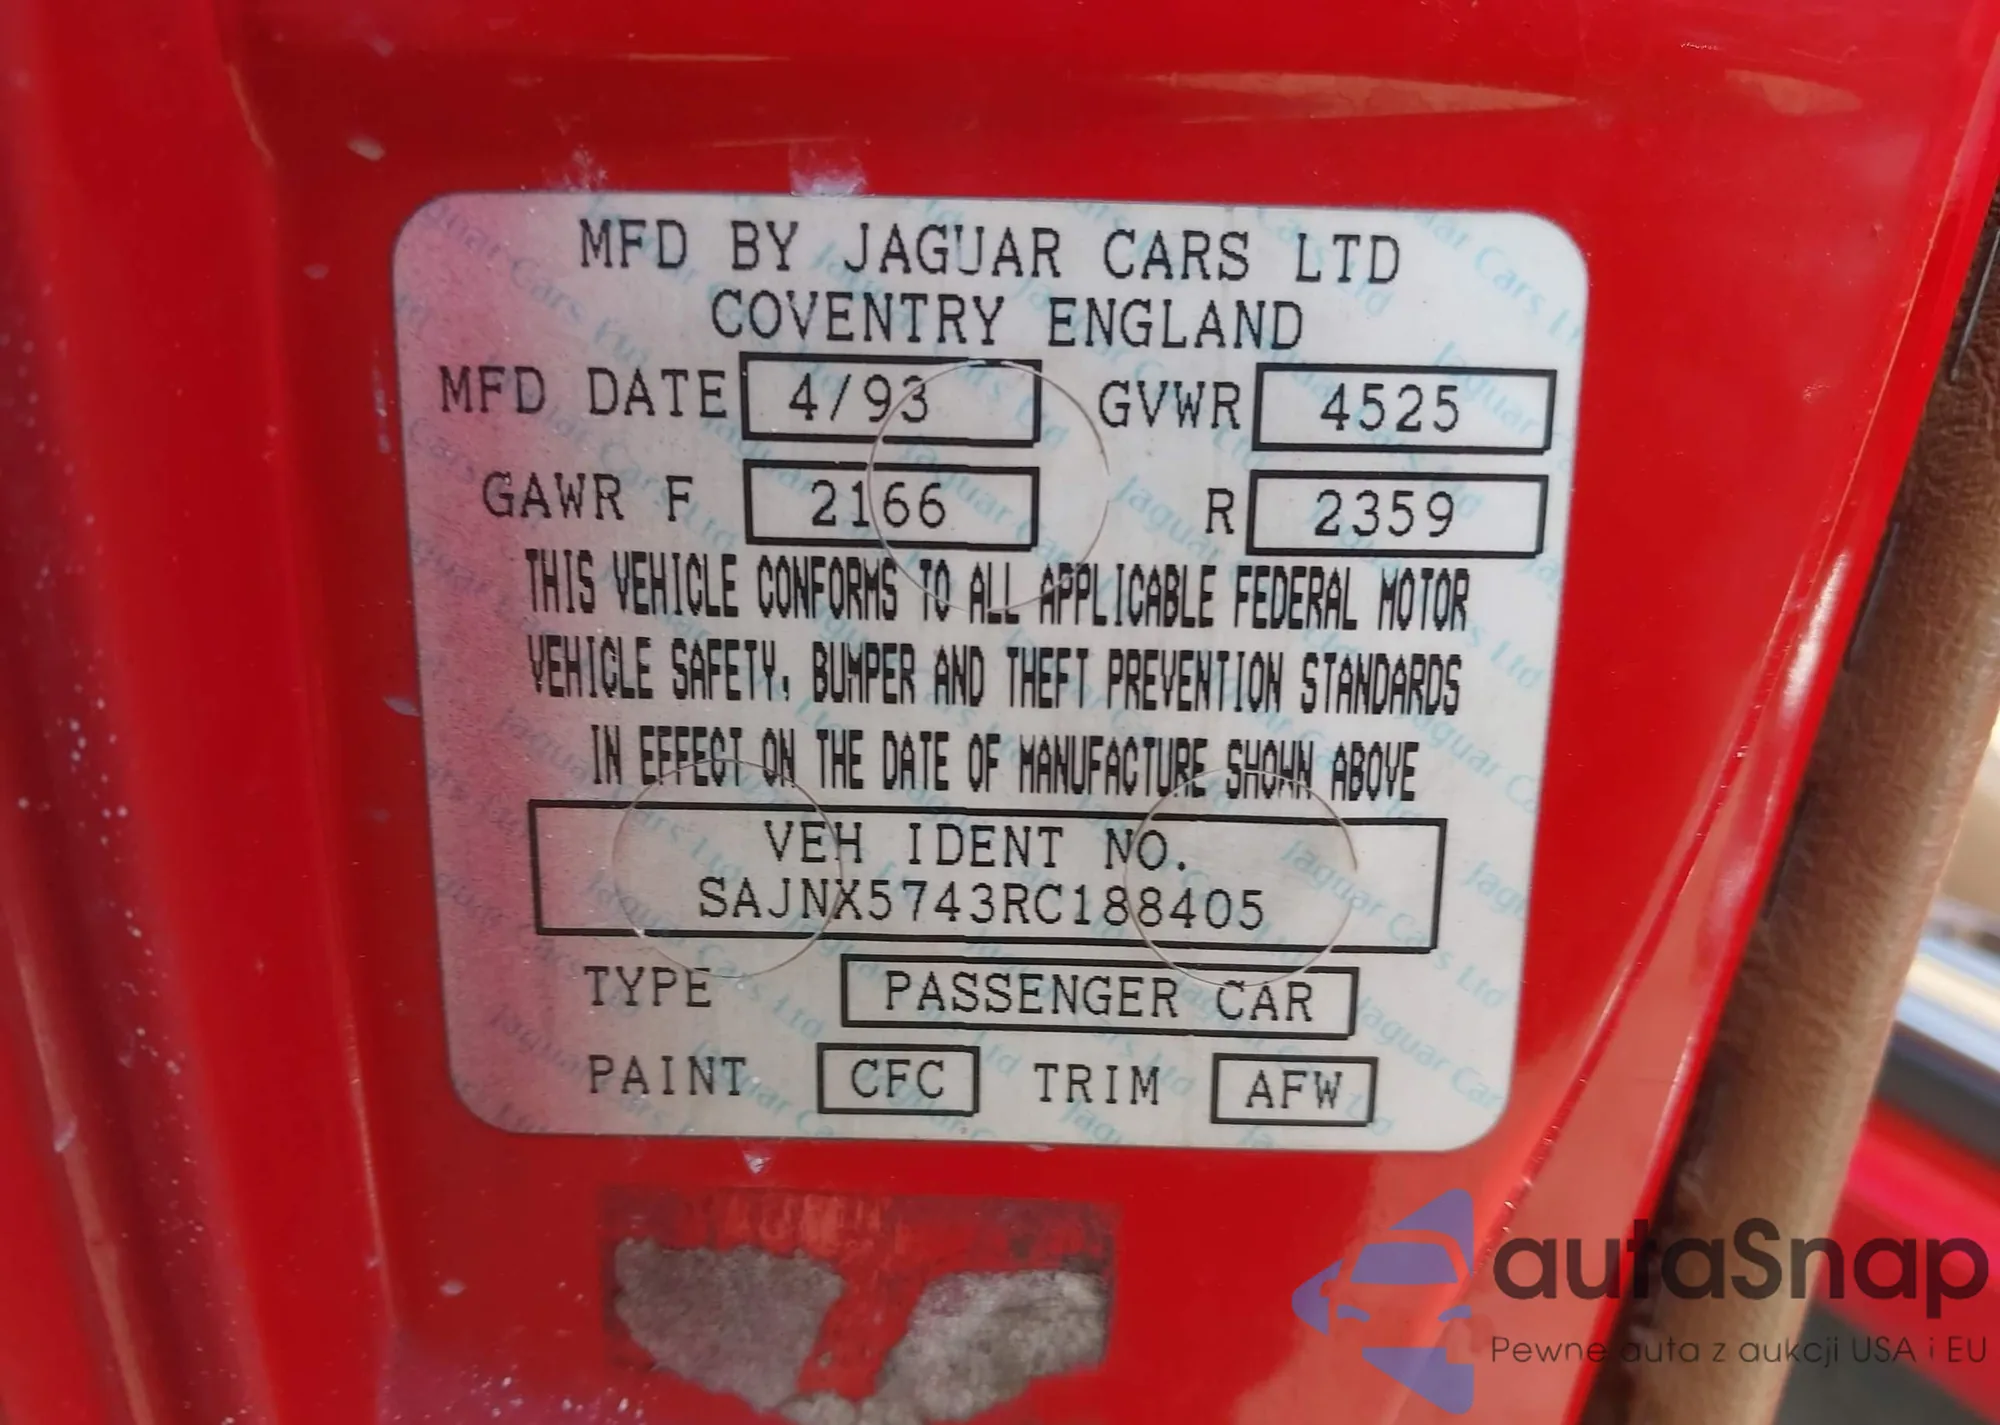 MFD BY JAGUAR CARS LTD
COVENTRY ENGLAND
MFD DATE 4/93 GVWR 4525
GAWR F 2166 R 2359
THIS VEHICLE CONFORMS TO ALL APPLICABLE FEDERAL MOTOR
VEHICLE SAFETY, BUMPER AND THEFT PREVENTION STANDARDS
IN EFFECT ON THE DATE OF MANUFACTURE SHOWN ABOVE
VEH IDENT NO.
SAJNX5743RC188405
TYPE PASSENGER CAR
PAINT CFC TRIM AFW
autaSnap
Pewne auta z aukcji USA i EU